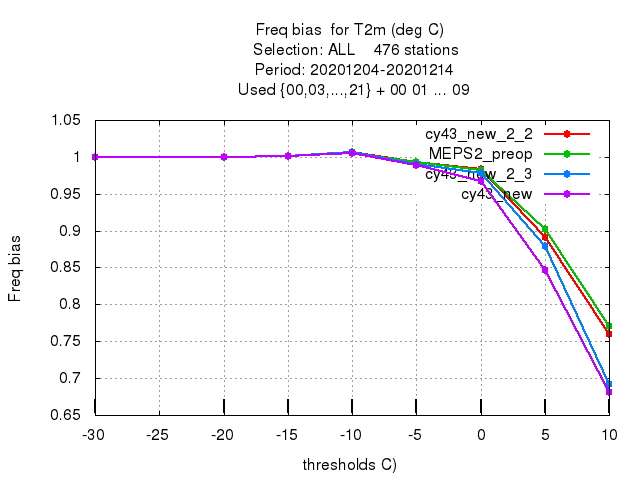 Freq bias for T2m (deg C)
Selection: ALL 476 stations
Period: 20201204-20201214
Used {00,03,...,21} + 00 01 ... 09
1.05
1
0.95
0.9
0.85
0.8
0.75
0.7
0.65
Freq bias
cy43_new_2_2
MEPS2_preop
cy43_new_2_3
cy43_new
-30 -25 -20 -15 -10 -5 0 5 10
thresholds C)